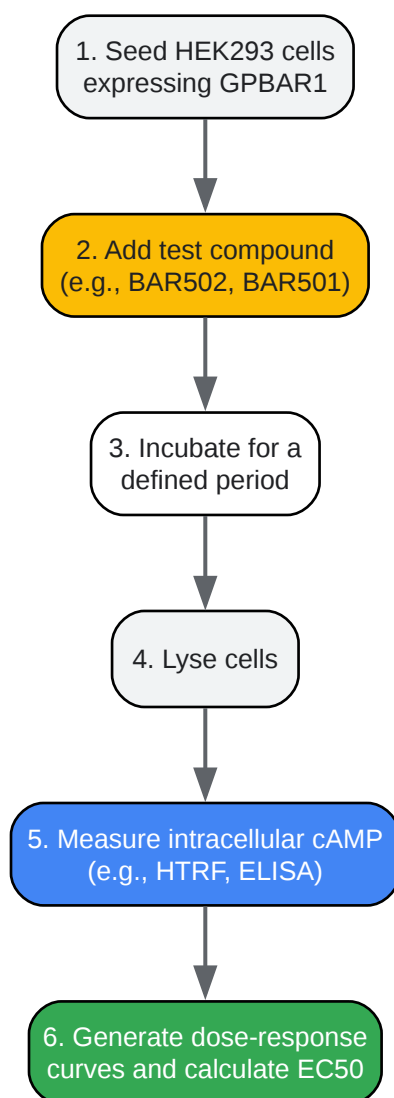 1. Seed HEK293 cells
expressing GPBAR1
2. Add test compound
(e.g., BAR502, BAR501)
3. Incubate for a
defined period
4. Lyse cells
5. Measure intracellular cAMP
(e.g., HTRF, ELISA)
6. Generate dose-response
curves and calculate EC50